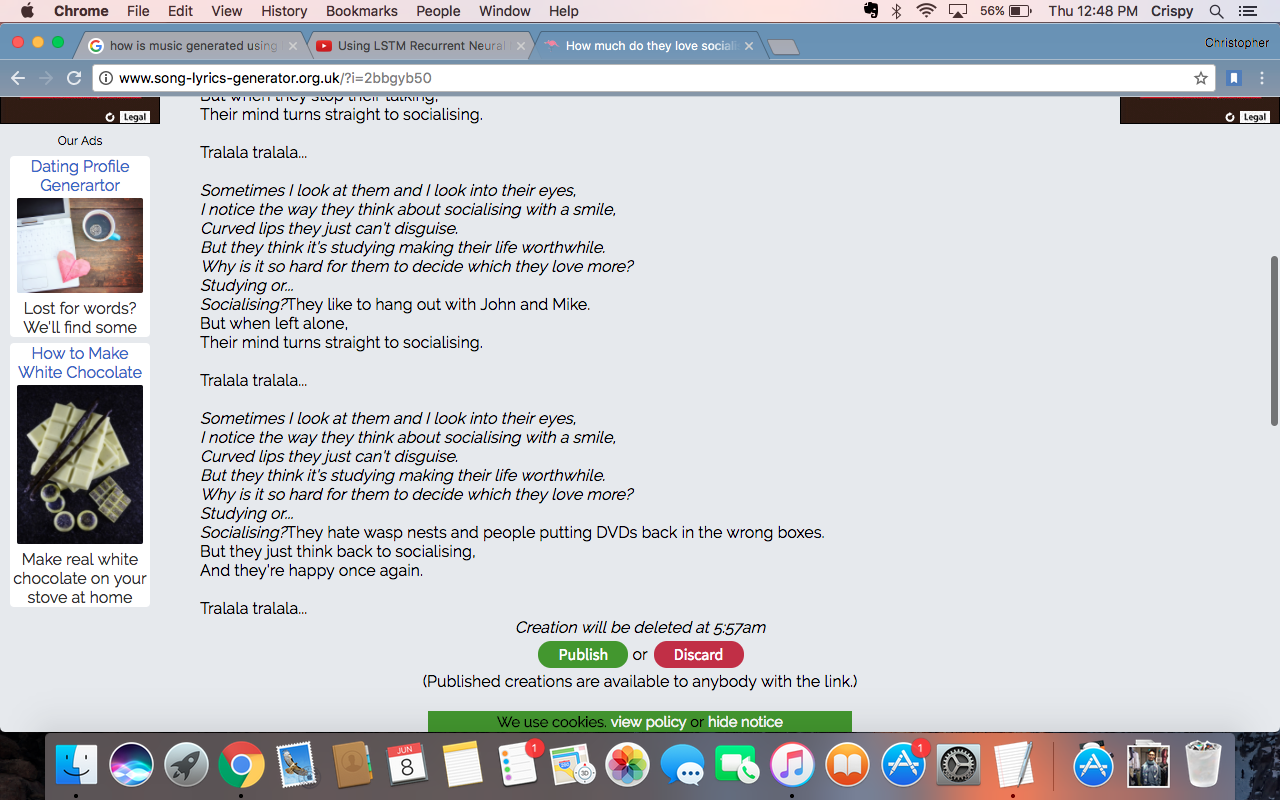 Chrome File Edit View History Bookmarks People Window Help 56% Thu 12:48 PM Crispy
how is music generated using Using LSTM Recurrent Neural How much do they love sociali Christopher
www.song-lyrics-generator.org.uk/?i=2bbgyb50
Legal
Legal
Our Ads
Dating Profile
Generartor
Lost for words?
We'll find some
How to Make
White Chocolate
Make real white
chocolate on your
stove at home
But when they stop their talking,
Their mind turns straight to socialising.
Tralala tralala...
Sometimes I look at them and I look into their eyes,
I notice the way they think about socialising with a smile,
Curved lips they just can't disguise.
But they think it's studying making their life worthwhile.
Why is it so hard for them to decide which they love more?
Studying or...
Socialising?They like to hang out with John and Mike.
But when left alone,
Their mind turns straight to socialising.
Tralala tralala...
Sometimes I look at them and I look into their eyes,
I notice the way they think about socialising with a smile,
Curved lips they just can't disguise.
But they think it's studying making their life worthwhile.
Why is it so hard for them to decide which they love more?
Studying or...
Socialising?They hate wasp nests and people putting DVDs back in the wrong boxes.
But they just think back to socialising,
And they're happy once again.
Tralala tralala...
Creation will be deleted at 5:57am
Publish or Discard
(Published creations are available to anybody with the link.)
We use cookies. view policy or hide notice
JUN
8
1
3D
1